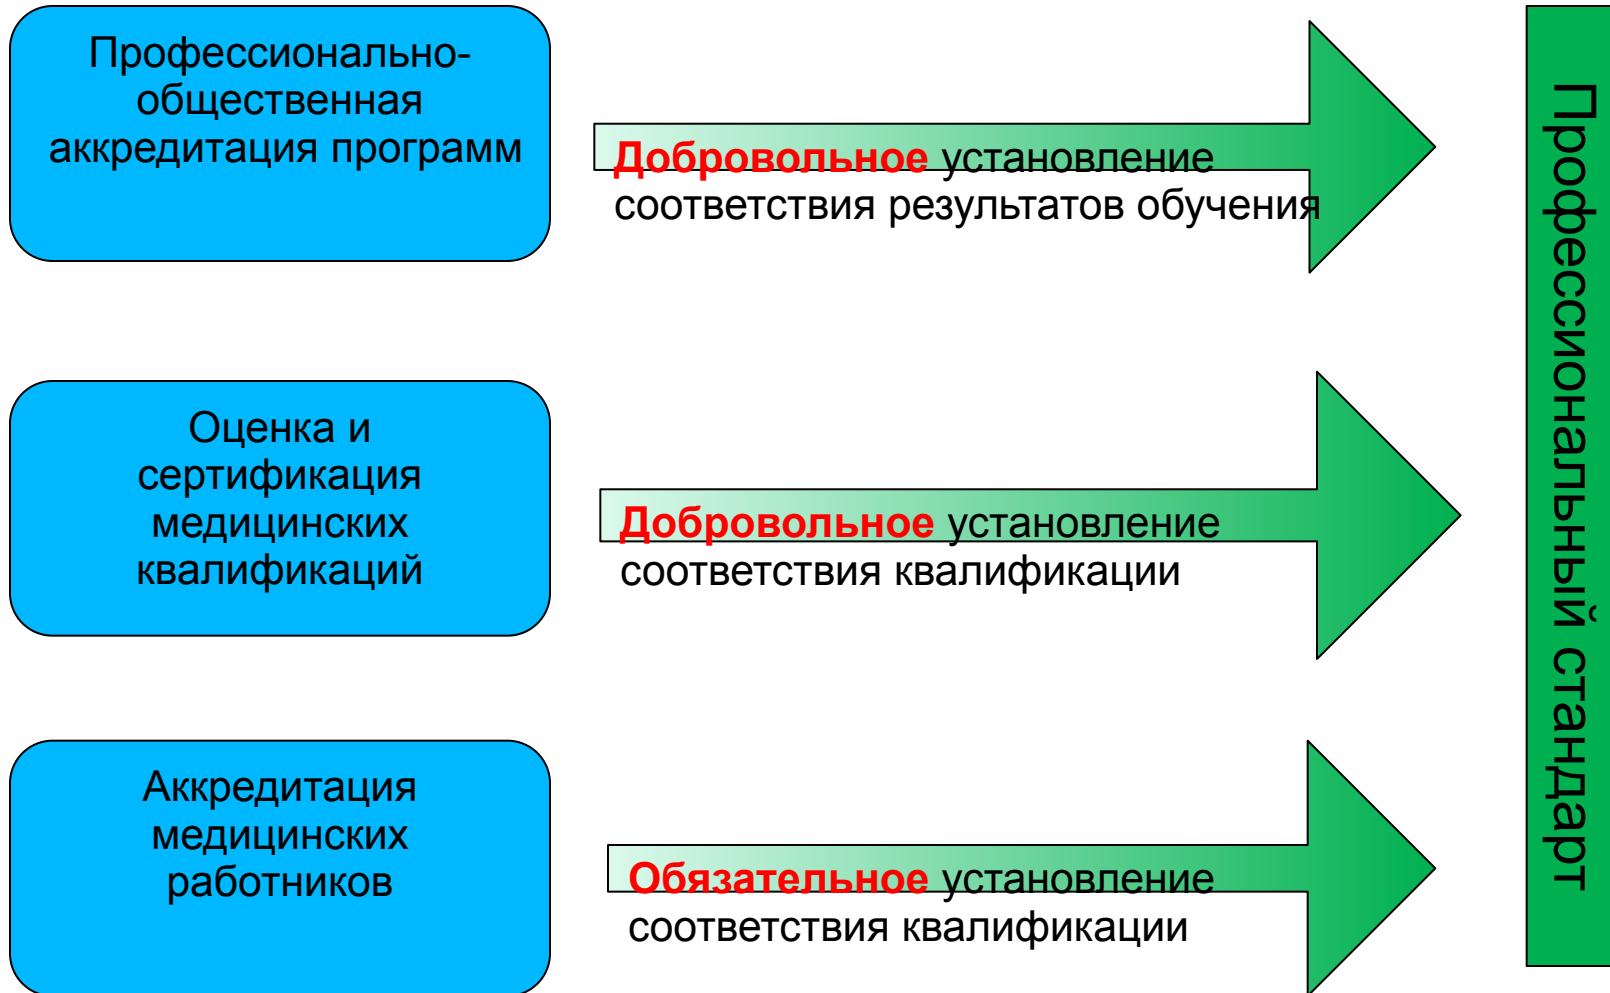 Профессионально-
общественная
аккредитация программ
Добровольное установление
соответствия результатов обучения
Оценка и
сертификация
медицинских
квалификаций
Добровольное установление
соответствия квалификации
Аккредитация
медицинских
работников
Обязательное установление
соответствия квалификации
Профессиональный стандарт